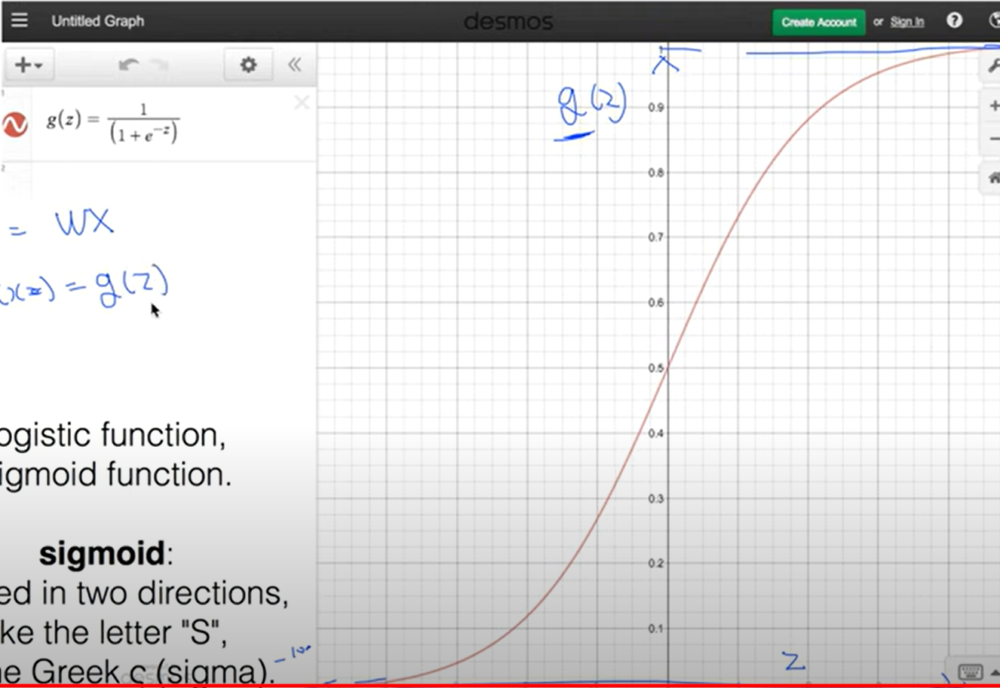 Untitled Graph
desmos
Create Account or Sign In
?
1
g(z) = 1/(1 + e^-z)
2
= WX
= g(z)
g(z)
0.9
0.8
0.7
0.6
0.5
0.4
0.3
0.2
0.1
z
ogistic function,
igmoid function.
sigmoid:
ed in two directions,
ke the letter "S",
e Greek ς (sigma).